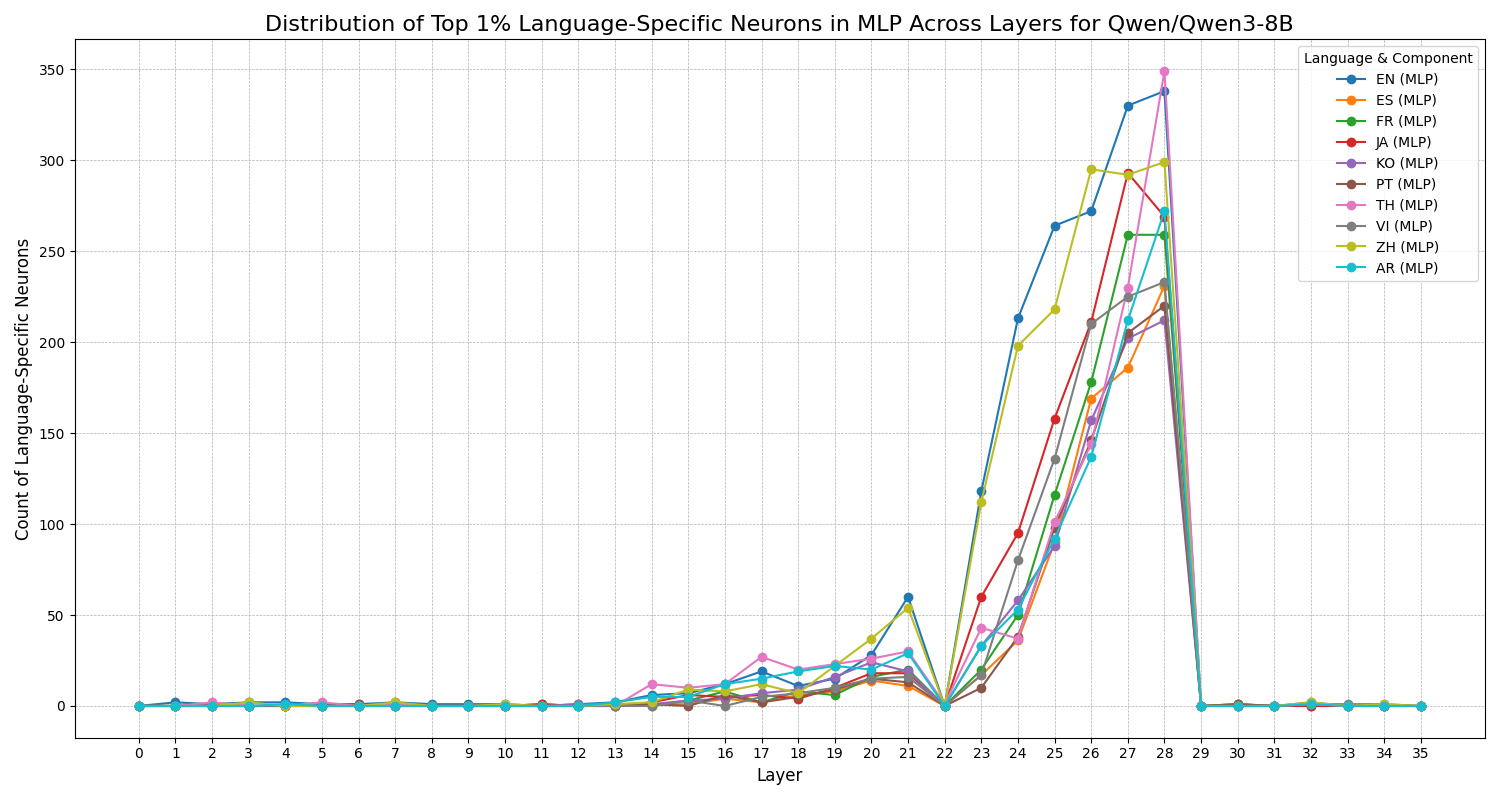 Distribution of Top 1% Language-Specific Neurons in MLP Across Layers for Qwen/Qwen3-8B
Count of Language-Specific Neurons
350
300
250
200
150
100
50
0
Language & Component
EN (MLP)
ES (MLP)
FR (MLP)
JA (MLP)
KO (MLP)
PT (MLP)
TH (MLP)
VI (MLP)
ZH (MLP)
AR (MLP)
0 1 2 3 4 5 6 7 8 9 10 11 12 13 14 15 16 17 18 19 20 21 22 23 24 25 26 27 28 29 30 31 32 33 34 35
Layer